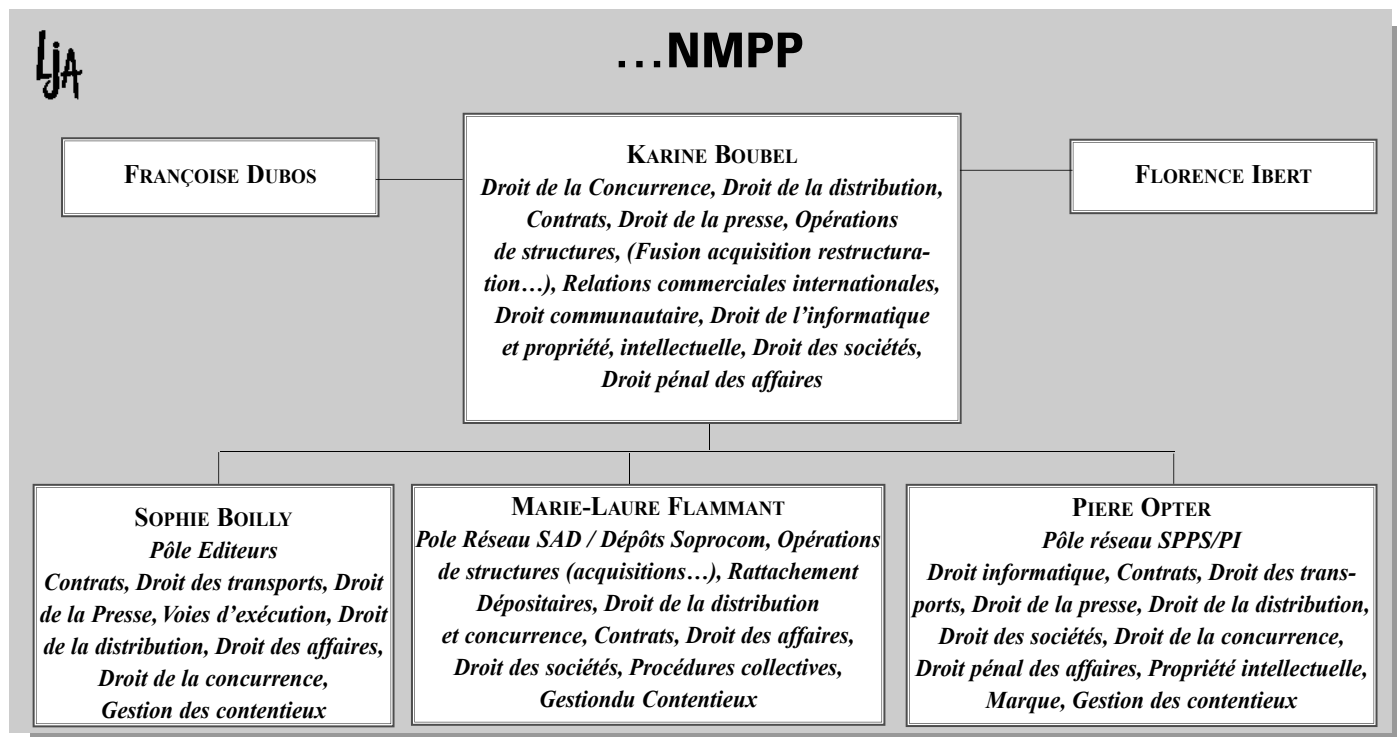 LJA
…NMPP
FRANÇOISE DUBOS
KARINE BOUBEL
Droit de la Concurrence, Droit de la distribution,
Contrats, Droit de la presse, Opérations
de structures, (Fusion acquisition restructura-
tion…), Relations commerciales internationales,
Droit communautaire, Droit de l’informatique
et propriété, intellectuelle, Droit des sociétés,
Droit pénal des affaires
FLORENCE IBERT
SOPHIE BOILLY
Pôle Editeurs
Contrats, Droit des transports, Droit
de la Presse, Voies d’exécution, Droit
de la distribution, Droit des affaires,
Droit de la concurrence,
Gestion des contentieux
MARIE-LAURE FLAMMANT
Pole Réseau SAD / Dépôts Soprocom, Opérations
de structures (acquisitions…), Rattachement
Dépositaires, Droit de la distribution
et concurrence, Contrats, Droit des affaires,
Droit des sociétés, Procédures collectives,
Gestiondu Contentieux
PIERE OPTER
Pôle réseau SPPS/PI
Droit informatique, Contrats, Droit des trans-
ports, Droit de la presse, Droit de la distribution,
Droit des sociétés, Droit de la concurrence,
Droit pénal des affaires, Propriété intellectuelle,
Marque, Gestion des contentieux